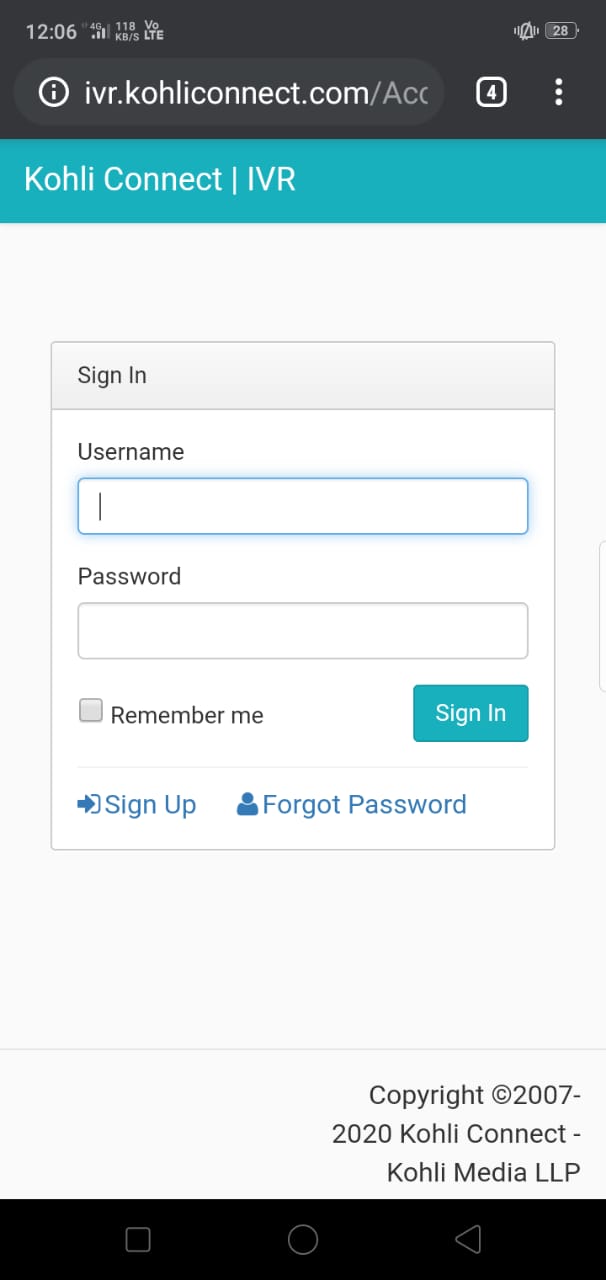 12:06 4G 118 KB/S Vo LTE 28
ivr.kohliconnect.com/Acc 4
Kohli Connect | IVR
Sign In
Username
Password
Remember me Sign In
Sign Up Forgot Password
Copyright ©2007-
2020 Kohli Connect -
Kohli Media LLP